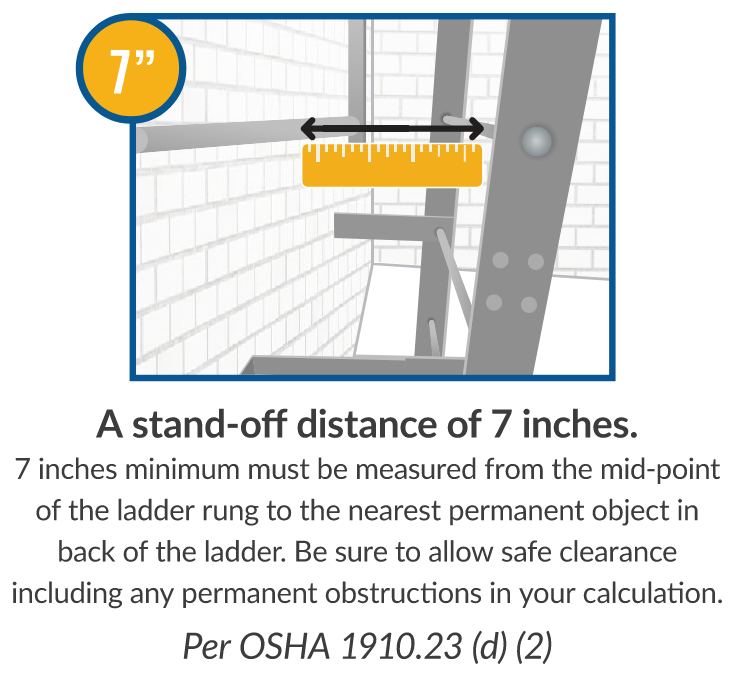 7”
A stand-off distance of 7 inches.
7 inches minimum must be measured from the mid-point
of the ladder rung to the nearest permanent object in
back of the ladder. Be sure to allow safe clearance
including any permanent obstructions in your calculation.
Per OSHA 1910.23 (d) (2)